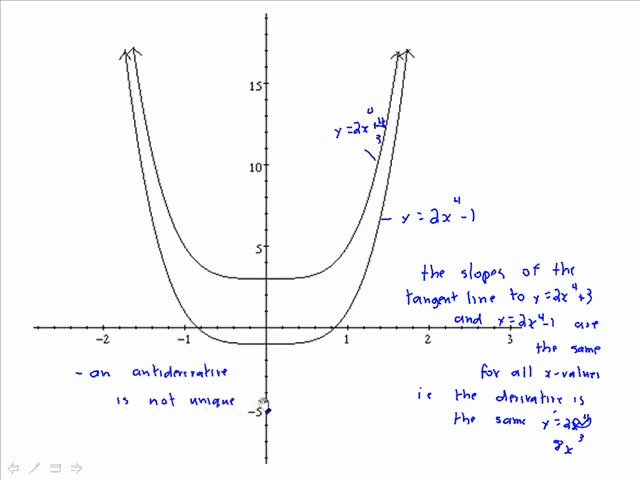 15
10
5
-5
-2
-1
1
2
3
y = 2x⁴ + 3
y = 2x⁴ - 1
the slopes of the
tangent line to y = 2x⁴ + 3
and y = 2x⁴ - 1 are
the same
for all x-values
ie the derivative is
the same y' =
8x³
- an antiderivative
is not unique